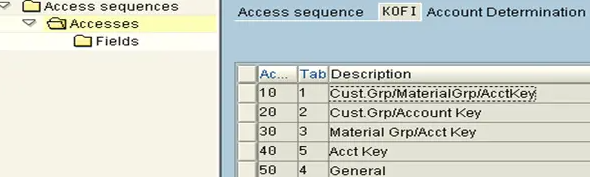 Access sequences
Accesses
Fields
Access sequence KOFI Account Determination
Ac... Tab Description
10 1 Cust.Grp/MaterialGrp/AcctKey
20 2 Cust.Grp/Account Key
30 3 Material Grp/Acct Key
40 5 Acct Key
50 4 General